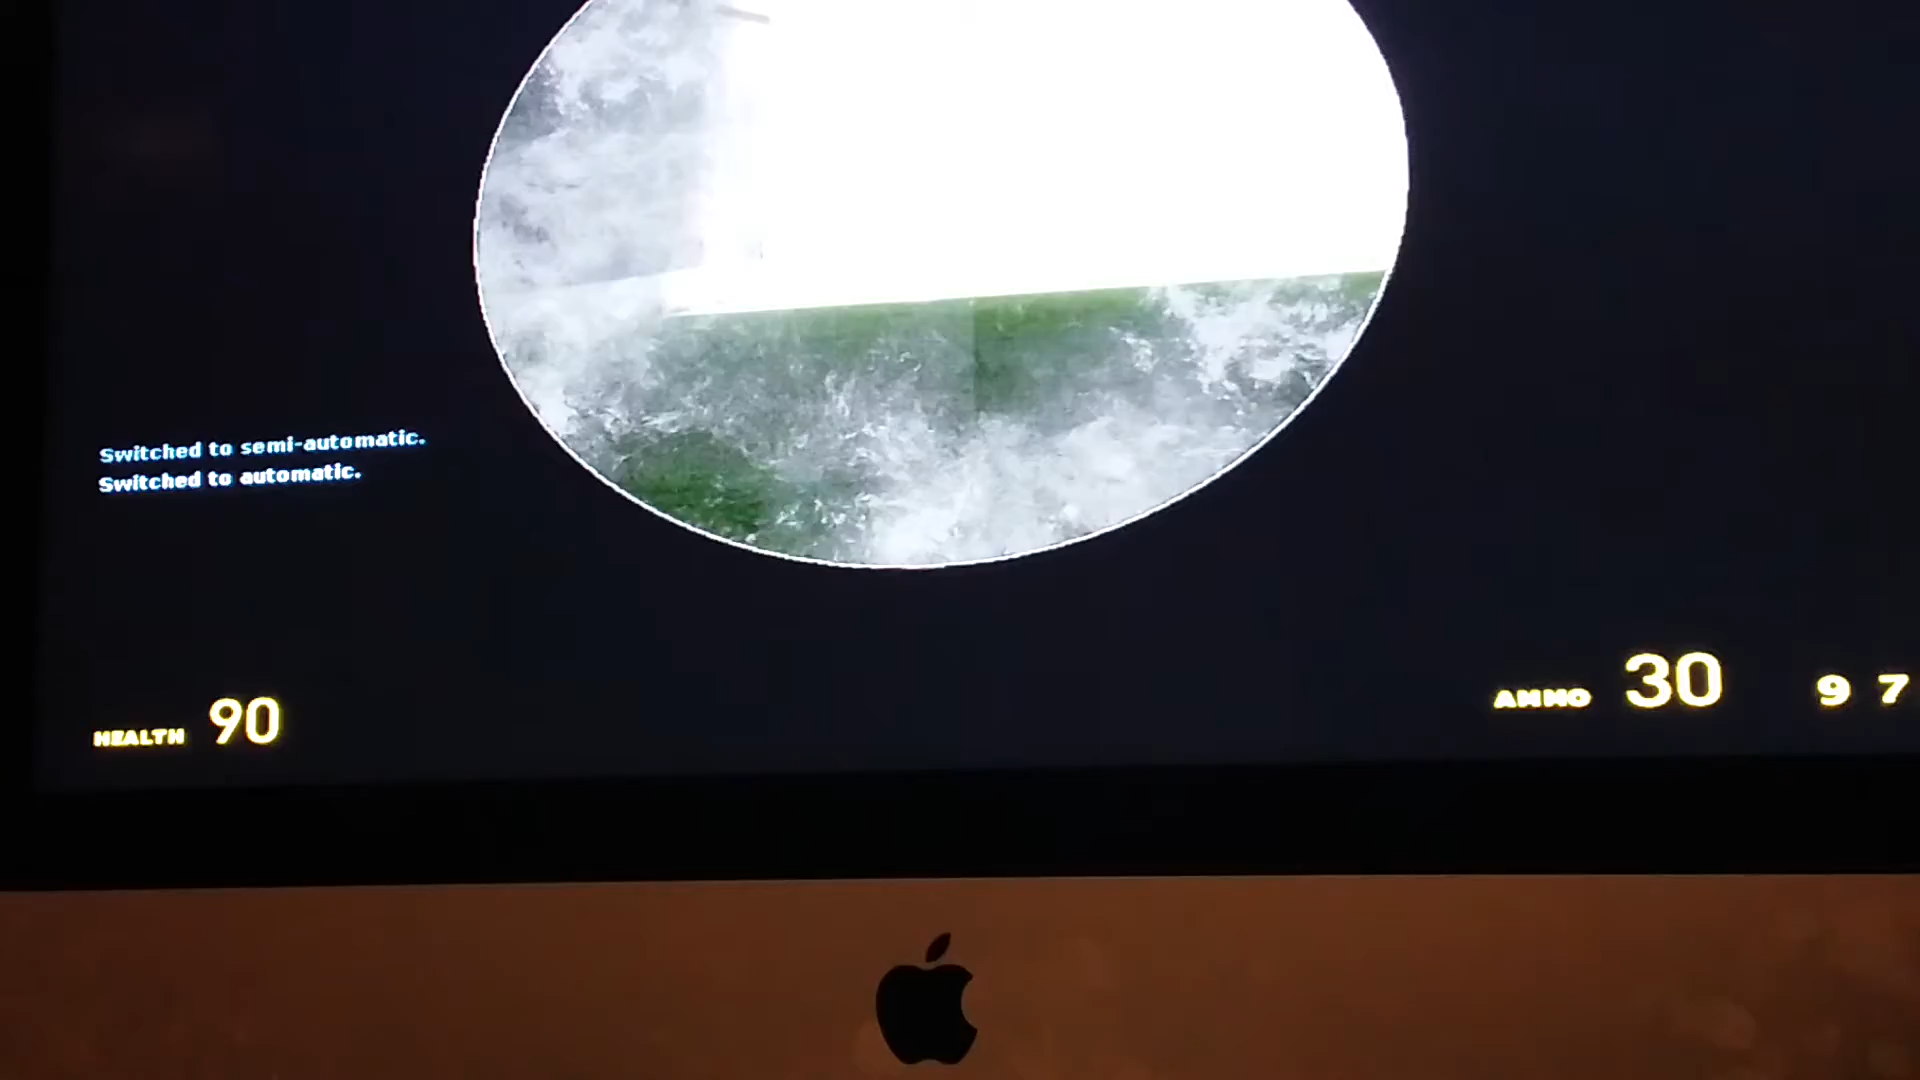 Switched to semi-automatic.
Switched to automatic.
HEALTH 90
AMMO 30 9 7